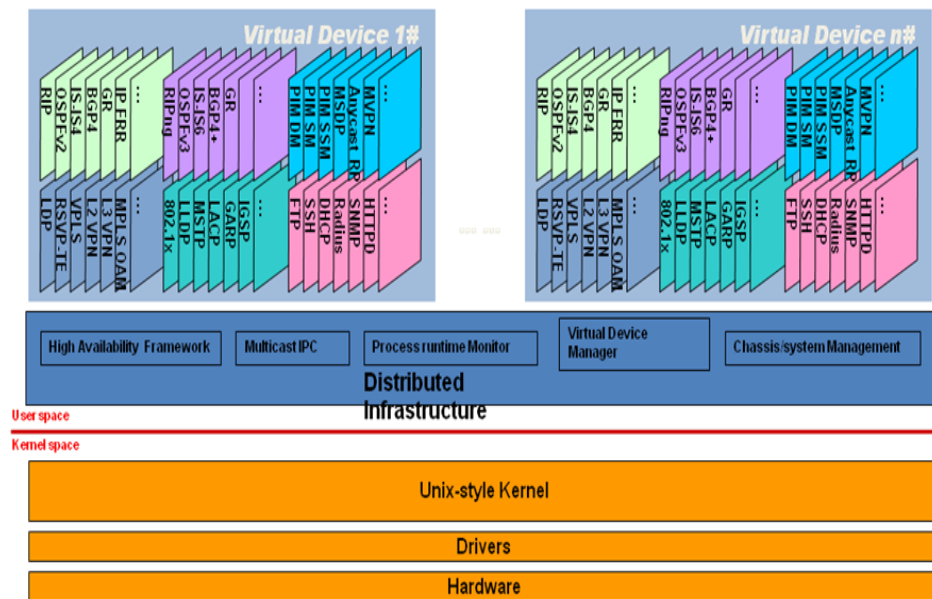 Virtual Device 1#
RIP
OSPFv2
IS-IS4
BGP4
GR
IP FRR
...
RIPng
OSPFv3
IS-IS6
BGP4+
GR
...
PIM DM
PIM SM
PIM SSM
MSDP
Anycast RP
MVPN
...
LDP
RSVP-TE
VPLS
L2 VPN
L3 VPN
MPLS OAM
...
802.1x
LLDP
MSTP
LACP
GARP
IGSP
...
FTP
SSH
DHCP
Radius
SNMP
HTTPD
...
Virtual Device n#
RIP
OSPFv2
IS-IS4
BGP4
GR
IP FRR
...
RIPng
OSPFv3
IS-IS6
BGP4+
GR
...
PIM DM
PIM SM
PIM SSM
MSDP
Anycast RP
MVPN
...
LDP
RSVP-TE
VPLS
L2 VPN
L3 VPN
MPLS OAM
...
802.1x
LLDP
MSTP
LACP
GARP
IGSP
...
FTP
SSH
DHCP
Radius
SNMP
HTTPD
...
High Availability Framework
Multicast IPC
Process runtime Monitor
Virtual Device
Manager
Chassis/system Management
Distributed
Infrastructure
User space
Kernel space
Unix-style Kernel
Drivers
Hardware